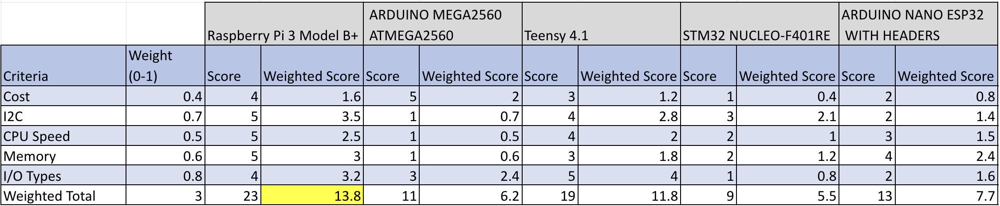 Raspberry Pi 3 Model B+ ARDUINO MEGA2560 ATMEGA2560 Teensy 4.1 STM32 NUCLEO-F401RE ARDUINO NANO ESP32 WITH HEADERS
Criteria Weight (0-1) Score Weighted Score Score Weighted Score Score Weighted Score Score Weighted Score Score Weighted Score
Cost 0.4 4 1.6 5 2 3 1.2 1 0.4 2 0.8
I2C 0.7 5 3.5 1 0.7 4 2.8 3 2.1 2 1.4
CPU Speed 0.5 5 2.5 1 0.5 4 2 2 1 3 1.5
Memory 0.6 5 3 1 0.6 3 1.8 2 1.2 4 2.4
I/O Types 0.8 4 3.2 3 2.4 5 4 1 0.8 2 1.6
Weighted Total 3 23 13.8 11 6.2 19 11.8 9 5.5 13 7.7